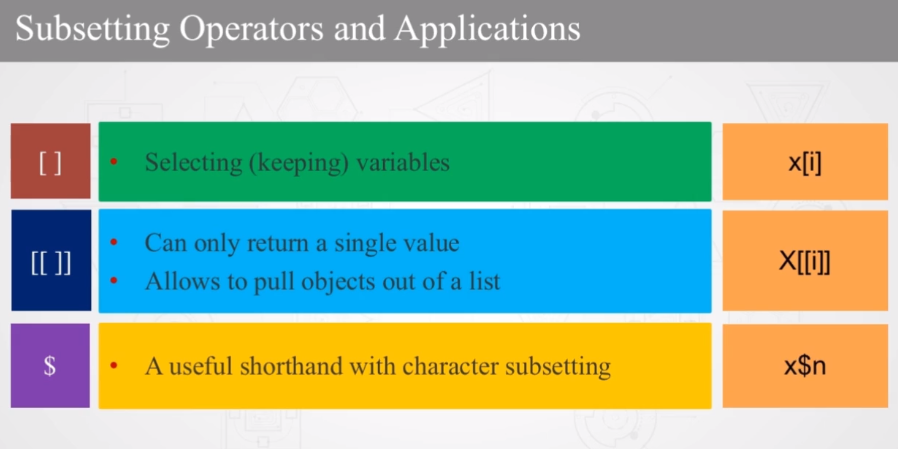 Subsetting Operators and Applications
[ ]
• Selecting (keeping) variables
x[i]
[[ ]]
• Can only return a single value
• Allows to pull objects out of a list
X[[i]]
$
• A useful shorthand with character subsetting
x$n